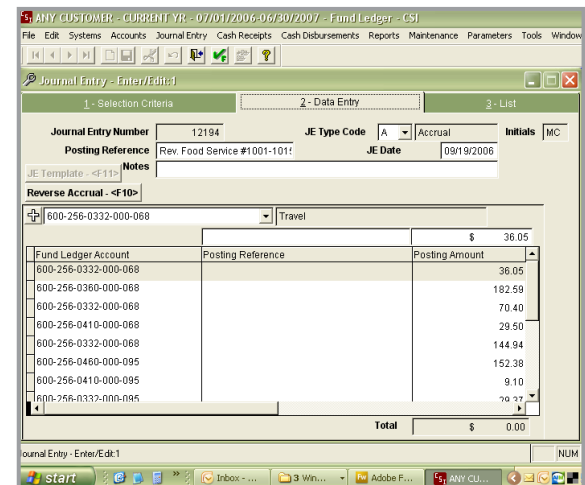 ANY CUSTOMER - CURRENT YR - 07/01/2006-06/30/2007 - Fund Ledger - CSI
File Edit Systems Accounts Journal Entry Cash Receipts Cash Disbursements Reports Maintenance Parameters Tools Window
Journal Entry - Enter/Edit:1
1 - Selection Criteria 2 - Data Entry 3 - List
Journal Entry Number 12194 JE Type Code A Accrual Initials MC
Posting Reference Rev. Food Service #1001-101 JE Date 09/19/2006
JE Template - <F11> Notes
Reverse Accrual - <F10>
600-256-0332-000-068 Travel
$ 36.05
Fund Ledger Account Posting Reference Posting Amount
600-256-0332-000-068 36.05
600-256-0360-000-068 182.59
600-256-0332-000-068 70.40
600-256-0410-000-068 29.50
600-256-0332-000-068 144.94
600-256-0460-000-095 152.38
600-256-0410-000-095 9.10
600-256-0332-000-095 29.37
Total $ 0.00
ournal Entry - Enter/Edit:1 NUM
start Inbox - ... 3 Win... Adobe F... ANY CU...